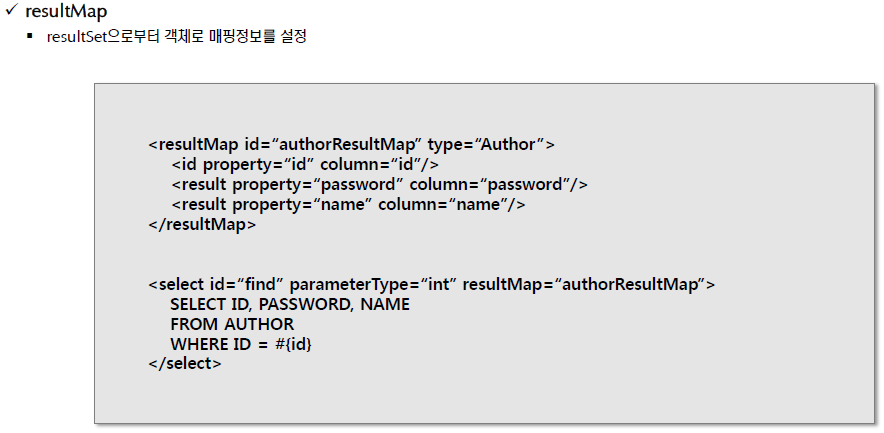 ✓ resultMap
▪ resultSet으로부터 객체로 매핑정보를 설정
<resultMap id=“authorResultMap” type=“Author”>
<id property=“id” column=“id”/>
<result property=“password” column=“password”/>
<result property=“name” column=“name”/>
</resultMap>
<select id=“find” parameterType=“int” resultMap=“authorResultMap”>
SELECT ID, PASSWORD, NAME
FROM AUTHOR
WHERE ID = #{id}
</select>